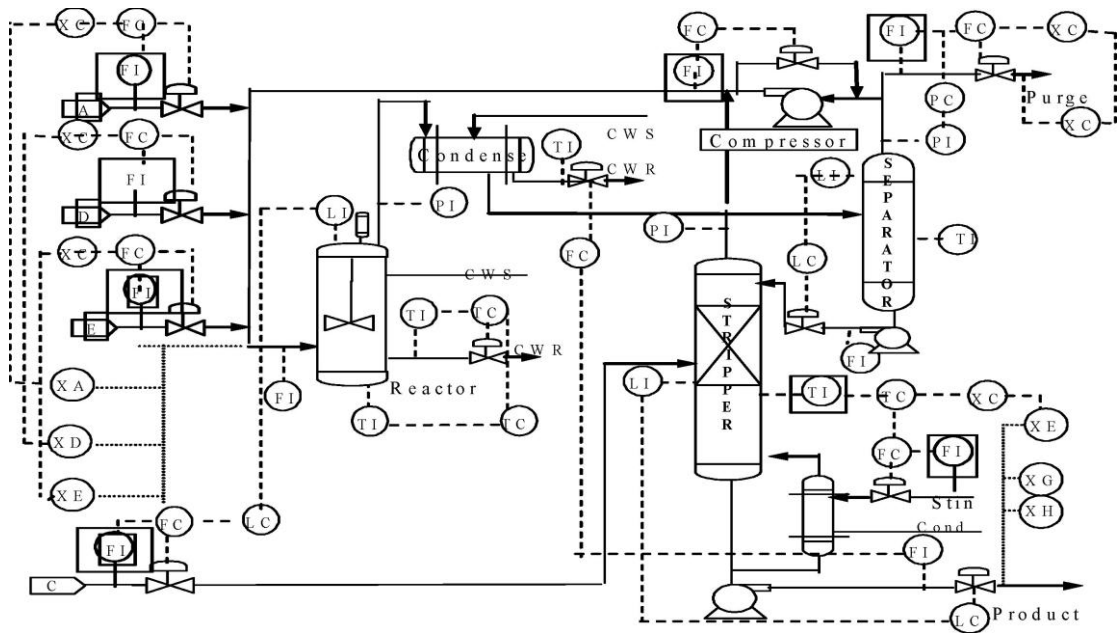 XC
FC
FI
A
XC
FC
FI
D
XC
FC
FI
E
XA
XD
XE
FC
LC
FI
C
LI
PI
Condense
CWS
TI
CWR
FC
CWS
TI
TC
CWR
Reactor
FI
TI
TC
FC
FI
Compressor
PI
FI
FC
XC
PC
Purge
XC
PI
LI
SEPARATOR
TI
LC
FI
STRIPPER
LI
TI
TC
XC
XE
FC
FI
XG
XH
Stin
Cond
FI
LC
Product